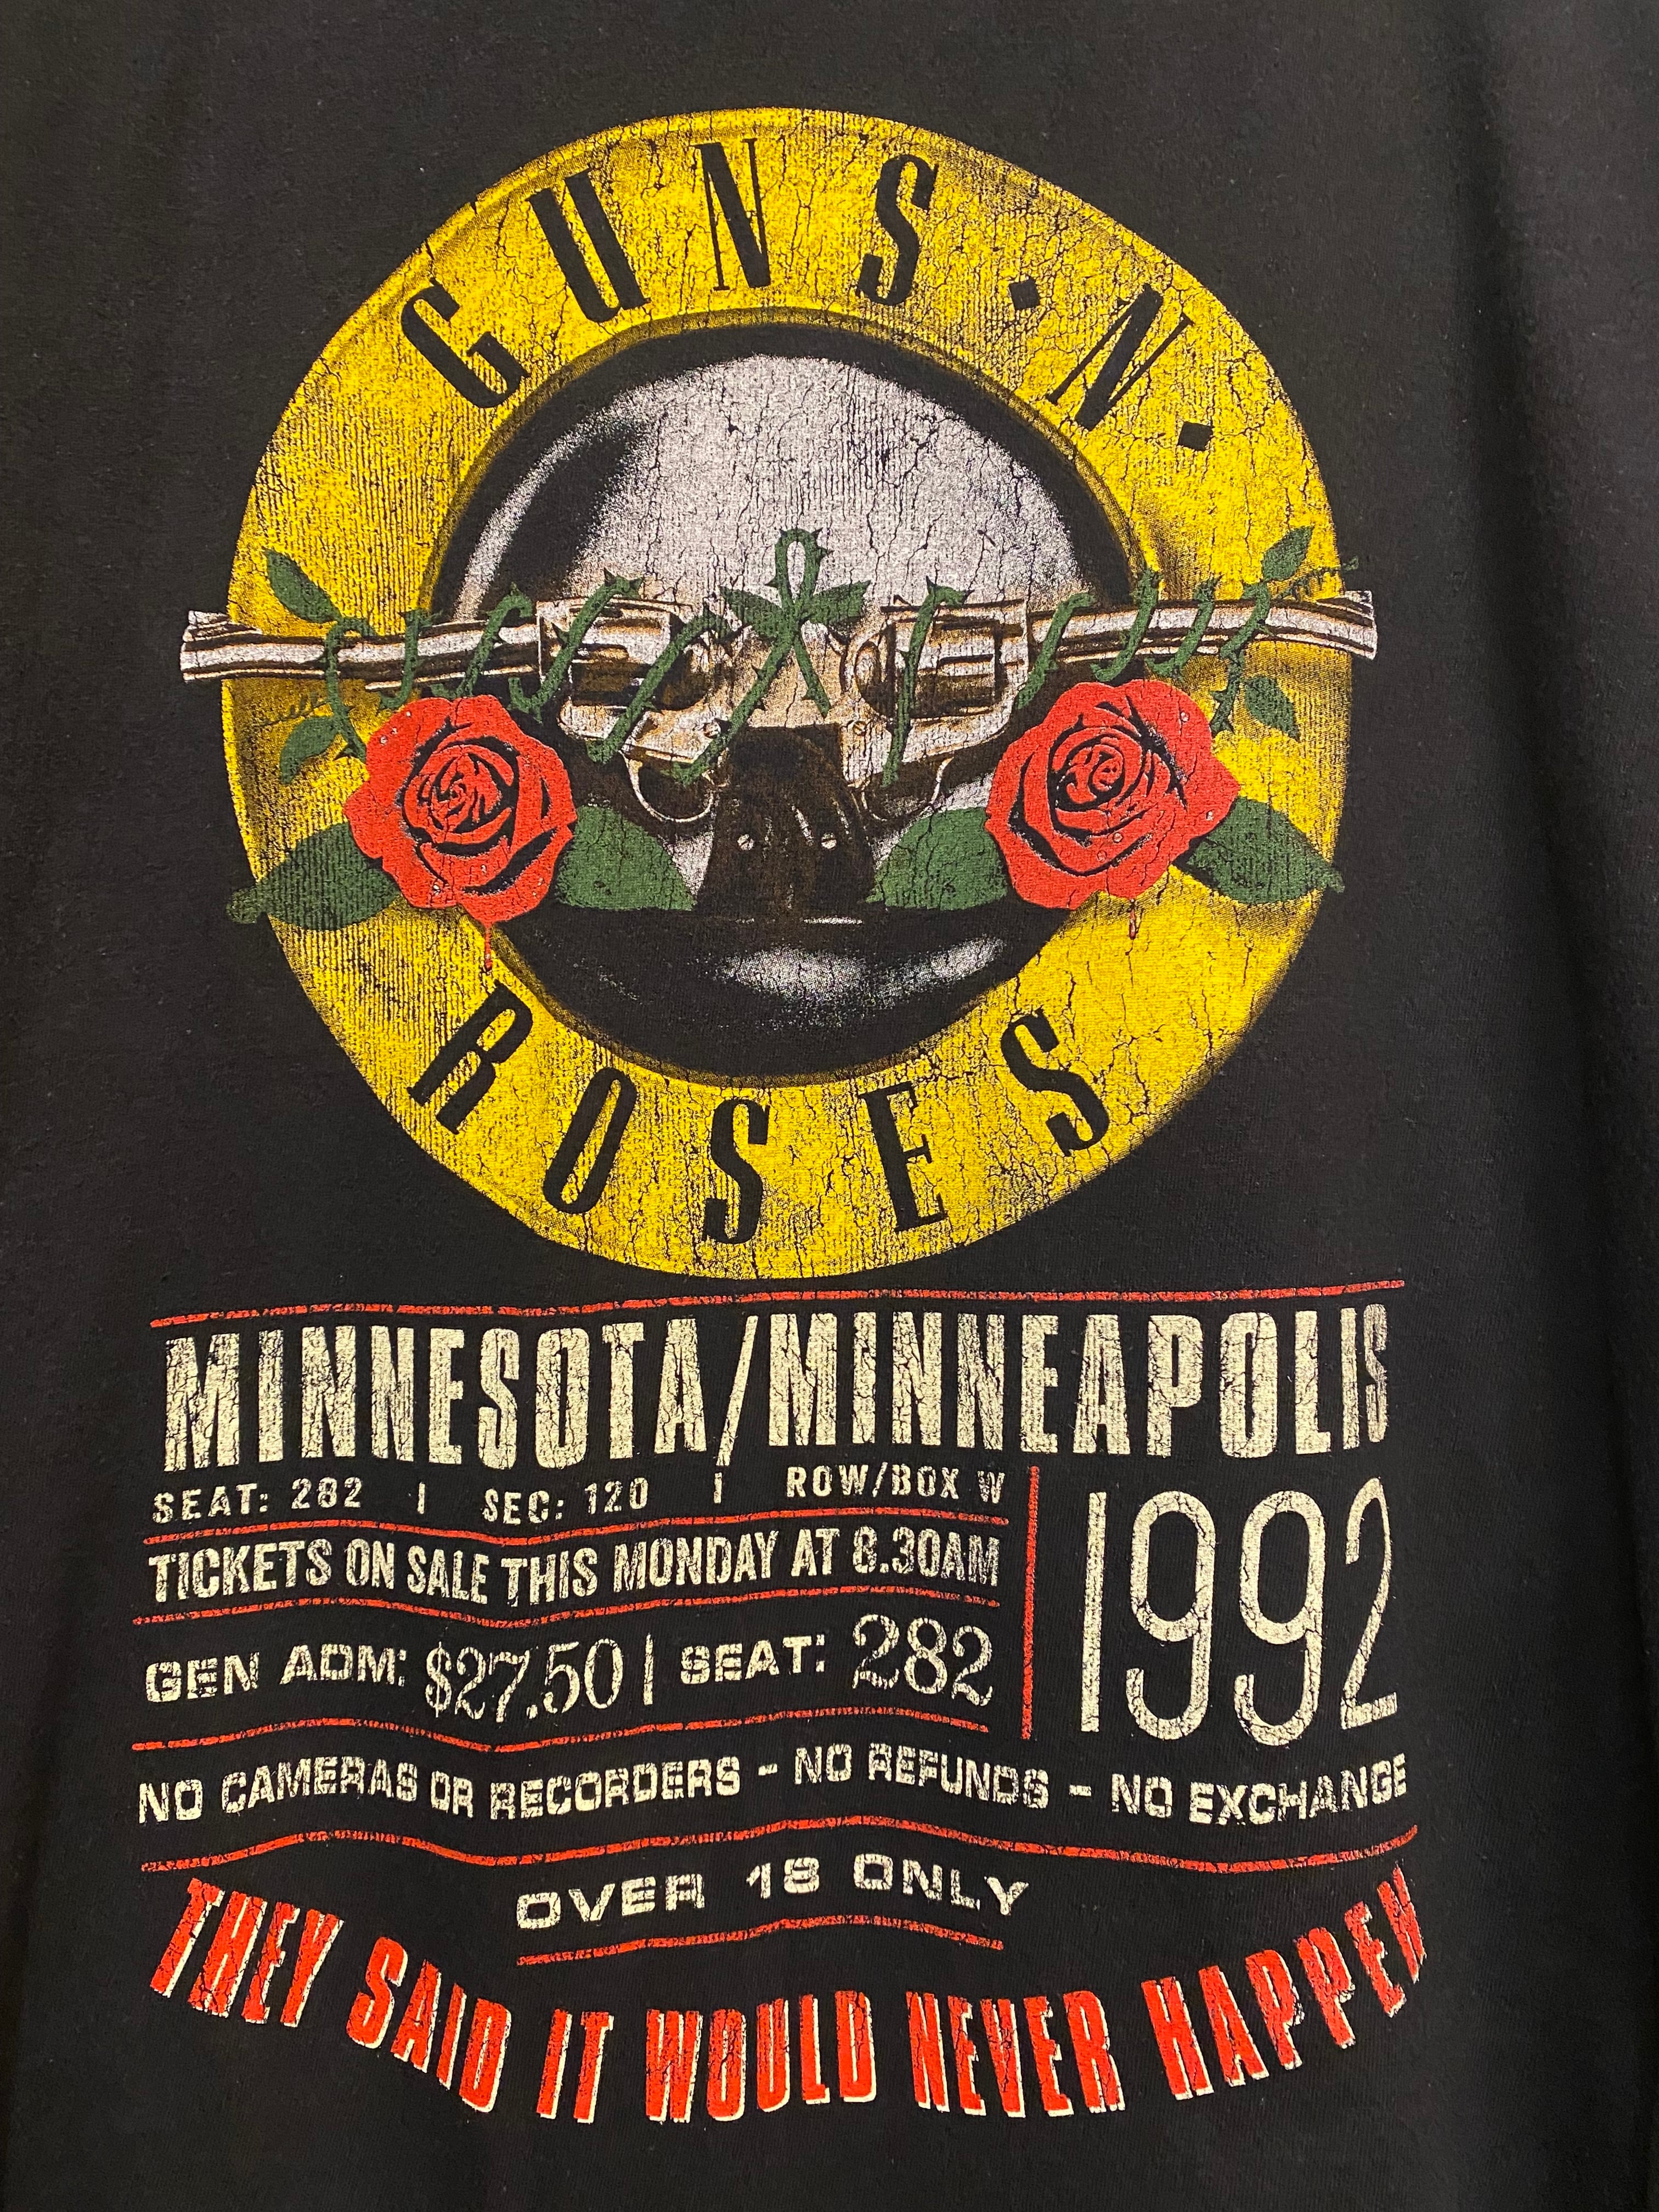 GUNS·N·
ROSES
MINNESOTA/MINNEAPOLIS
SEAT: 282 | SEC: 120 | ROW/BOX W
TICKETS ON SALE THIS MONDAY AT 8.30AM
GEN ADM: $27.50 | SEAT: 282
1992
NO CAMERAS OR RECORDERS - NO REFUNDS - NO EXCHANGE
OVER 18 ONLY
THEY SAID IT WOULD NEVER HAPPEN